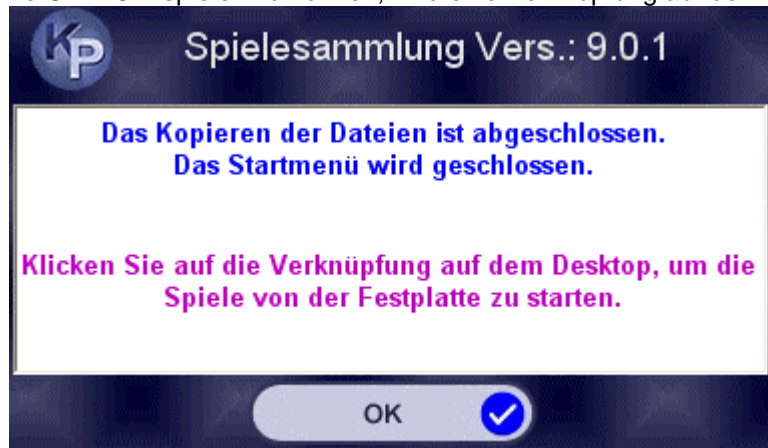 KP
Spielesammlung Vers.: 9.0.1
Das Kopieren der Dateien ist abgeschlossen.
Das Startmenü wird geschlossen.
Klicken Sie auf die Verknüpfung auf dem Desktop, um die
Spiele von der Festplatte zu starten.
OK